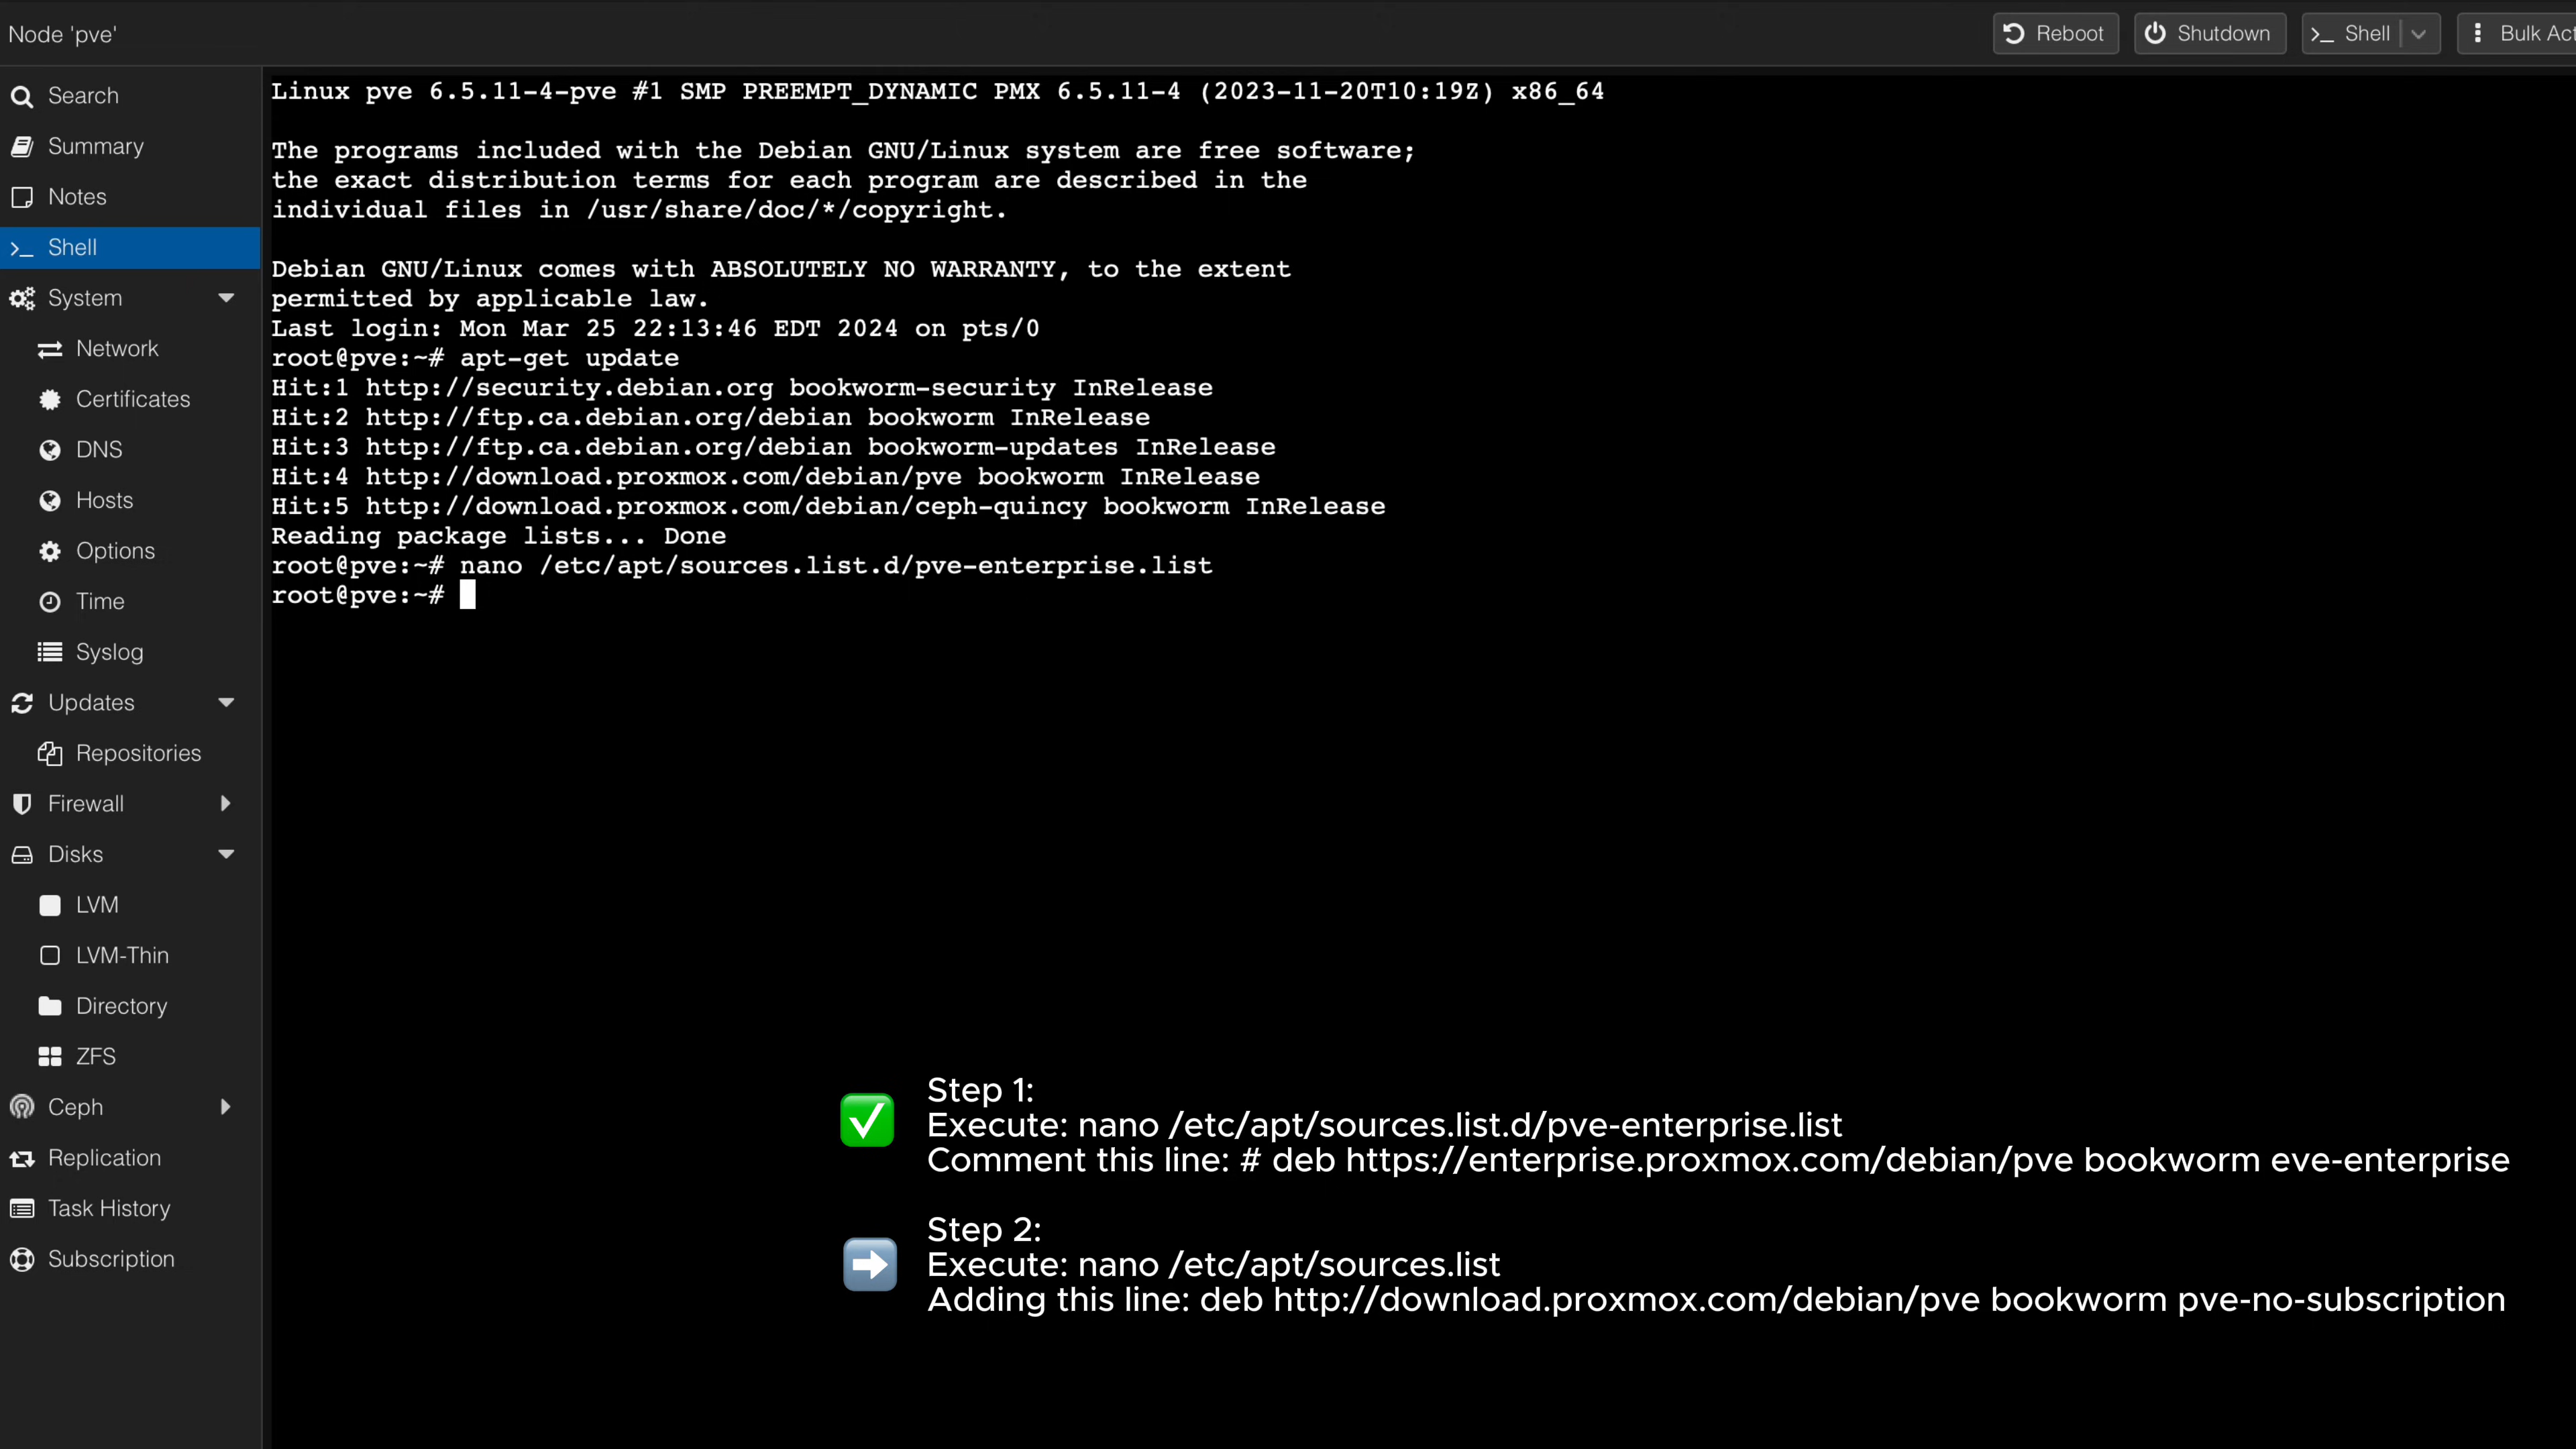 Node 'pve'
Reboot
Shutdown
Shell
Bulk Act
Search
Summary
Notes
Shell
System
Network
Certificates
DNS
Hosts
Options
Time
Syslog
Updates
Repositories
Firewall
Disks
LVM
LVM-Thin
Directory
ZFS
Ceph
Replication
Task History
Subscription
Linux pve 6.5.11-4-pve #1 SMP PREEMPT_DYNAMIC PMX 6.5.11-4 (2023-11-20T10:19Z) x86_64
The programs included with the Debian GNU/Linux system are free software;
the exact distribution terms for each program are described in the
individual files in /usr/share/doc/*/copyright.
Debian GNU/Linux comes with ABSOLUTELY NO WARRANTY, to the extent
permitted by applicable law.
Last login: Mon Mar 25 22:13:46 EDT 2024 on pts/0
root@pve:~# apt-get update
Hit:1 http://security.debian.org bookworm-security InRelease
Hit:2 http://ftp.ca.debian.org/debian bookworm InRelease
Hit:3 http://ftp.ca.debian.org/debian bookworm-updates InRelease
Hit:4 http://download.proxmox.com/debian/pve bookworm InRelease
Hit:5 http://download.proxmox.com/debian/ceph-quincy bookworm InRelease
Reading package lists... Done
root@pve:~# nano /etc/apt/sources.list.d/pve-enterprise.list
root@pve:~#
Step 1:
Execute: nano /etc/apt/sources.list.d/pve-enterprise.list
Comment this line: # deb https://enterprise.proxmox.com/debian/pve bookworm eve-enterprise
Step 2:
Execute: nano /etc/apt/sources.list
Adding this line: deb http://download.proxmox.com/debian/pve bookworm pve-no-subscription